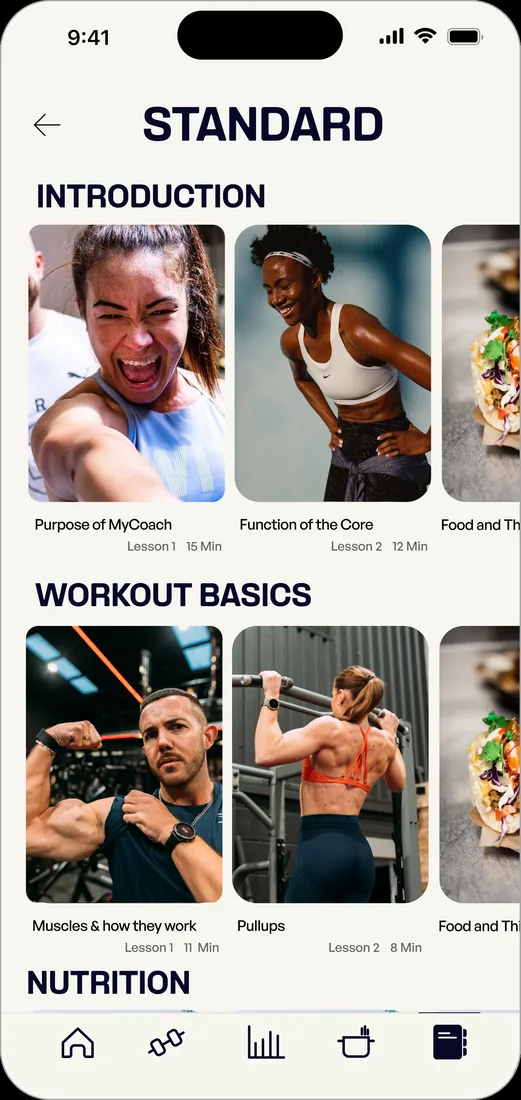 9:41
STANDARD
INTRODUCTION
R
Purpose of MyCoach
Function of the Core
Food and Th
Lesson 1 15 Min
Lesson 2 12 Min
WORKOUT BASICS
Muscles & how they work
Pullups
Food and Thi
Lesson 1 11 Min
Lesson 2 8 Min
NUTRITION